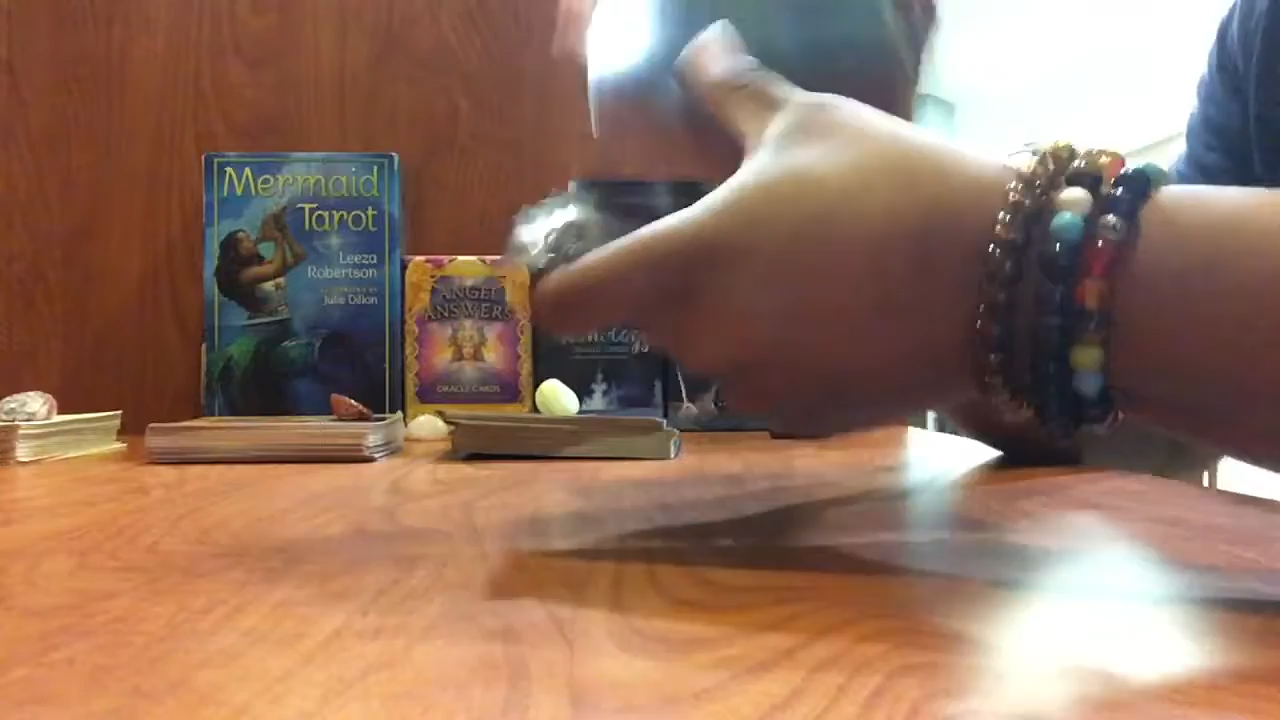 Mermaid
Tarot
Leeza
Robertson
Julie Dillon
ANGEL
ANSWERS
ORACLE CARDS